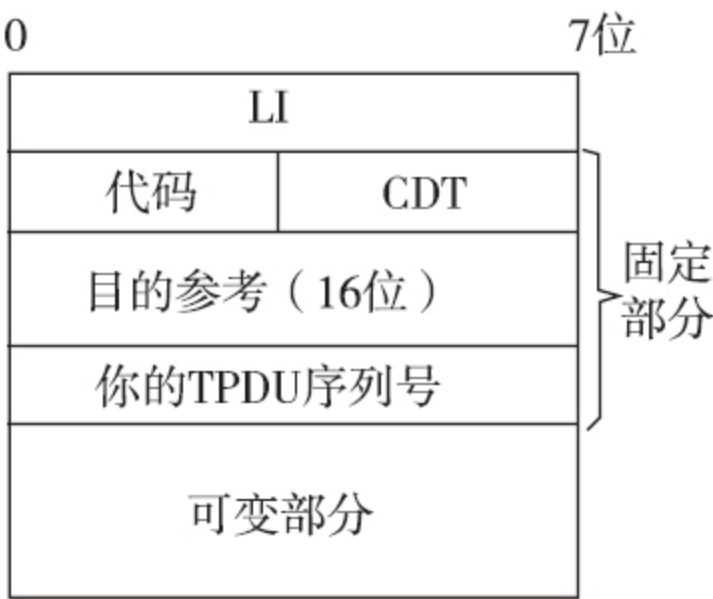 0 7位
LI
代码 CDT
目的参考（16位）
固定
部分
你的TPDU序列号
可变部分